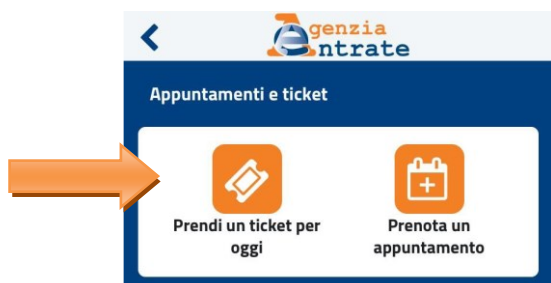 Agenzia
Entrate
Appuntamenti e ticket
Prendi un ticket per
oggi
Prenota un
appuntamento